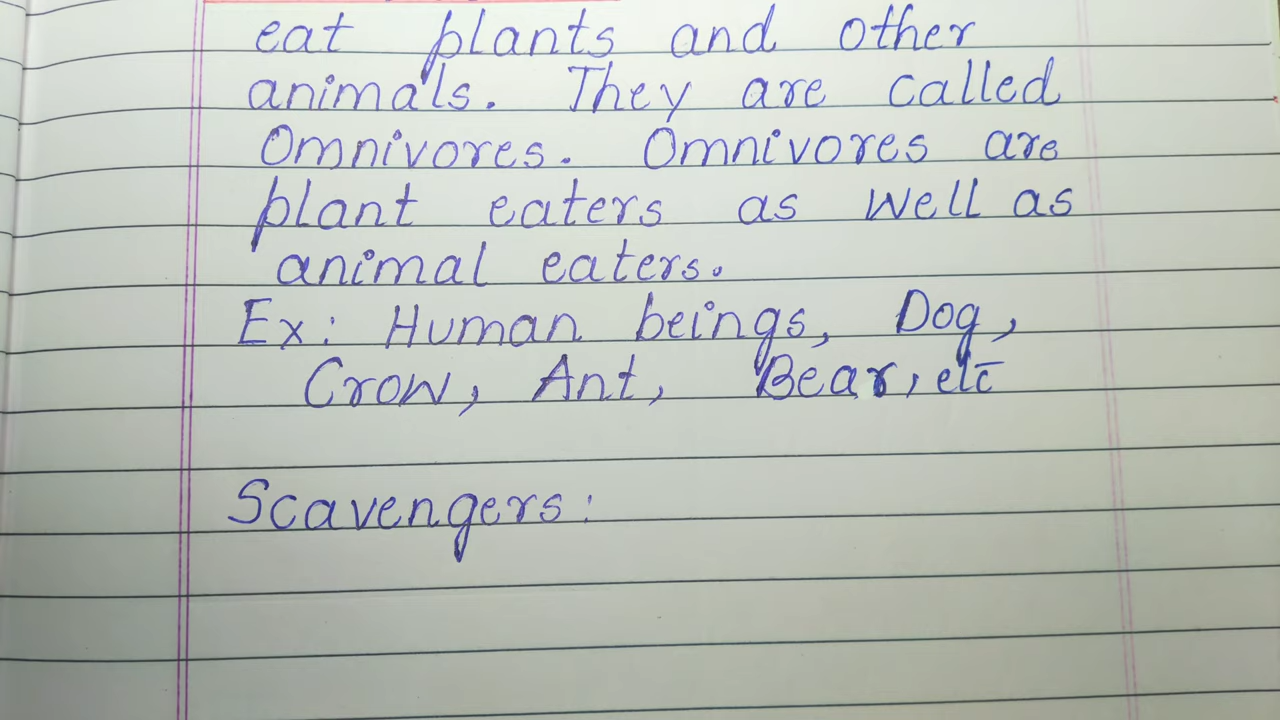 eat plants and other
animals. They are called
Omnivores. Omnivores are
plant eaters as well as
animal eaters.
Ex: Human beings, Dog,
Crow, Ant, Bear, etc
Scavengers: